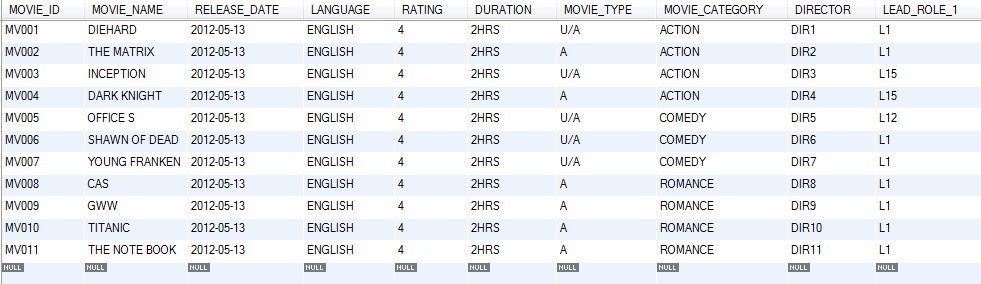 MOVIE_ID MOVIE_NAME RELEASE_DATE LANGUAGE RATING DURATION MOVIE_TYPE MOVIE_CATEGORY DIRECTOR LEAD_ROLE_1
MV001 DIEHARD 2012-05-13 ENGLISH 4 2HRS U/A ACTION DIR1 L1
MV002 THE MATRIX 2012-05-13 ENGLISH 4 2HRS A ACTION DIR2 L1
MV003 INCEPTION 2012-05-13 ENGLISH 4 2HRS U/A ACTION DIR3 L15
MV004 DARK KNIGHT 2012-05-13 ENGLISH 4 2HRS A ACTION DIR4 L15
MV005 OFFICE S 2012-05-13 ENGLISH 4 2HRS U/A COMEDY DIR5 L12
MV006 SHAWN OF DEAD 2012-05-13 ENGLISH 4 2HRS U/A COMEDY DIR6 L1
MV007 YOUNG FRANKEN 2012-05-13 ENGLISH 4 2HRS U/A COMEDY DIR7 L1
MV008 CAS 2012-05-13 ENGLISH 4 2HRS A ROMANCE DIR8 L1
MV009 GWW 2012-05-13 ENGLISH 4 2HRS A ROMANCE DIR9 L1
MV010 TITANIC 2012-05-13 ENGLISH 4 2HRS A ROMANCE DIR10 L1
MV011 THE NOTE BOOK 2012-05-13 ENGLISH 4 2HRS A ROMANCE DIR11 L1
NULL NULL NULL NULL NULL NULL NULL NULL NULL NULL